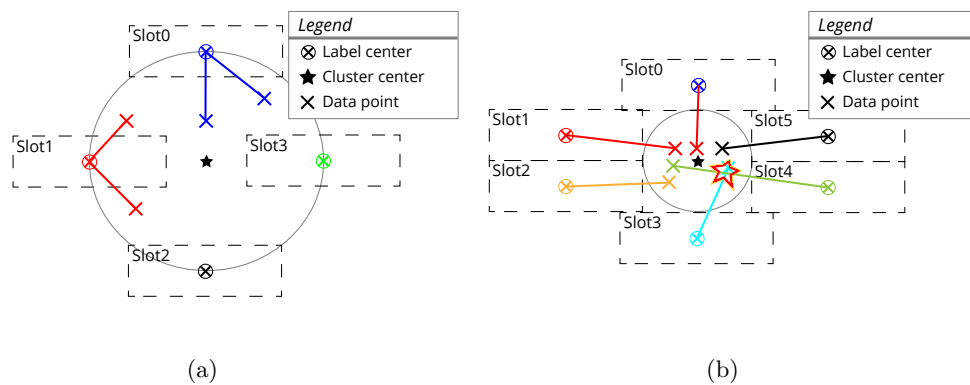 Slot0
Legend
Label center
Cluster center
Data point
Slot1
Slot3
Slot2
(a)
Legend
Label center
Cluster center
Data point
Slot0
Slot1
Slot5
Slot2
Slot4
Slot3
(b)